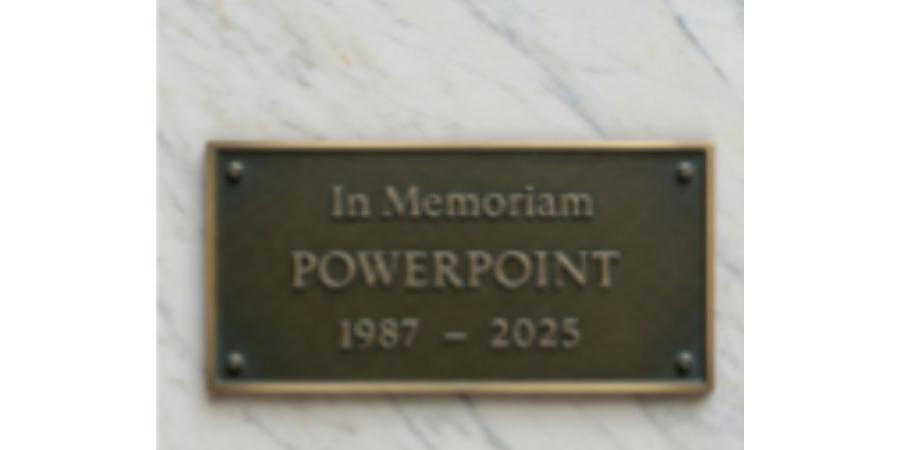 In Memoriam
POWERPOINT
1987 – 2025